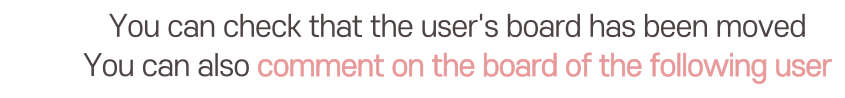 You can check that the user's board has been moved
You can also comment on the board of the following user